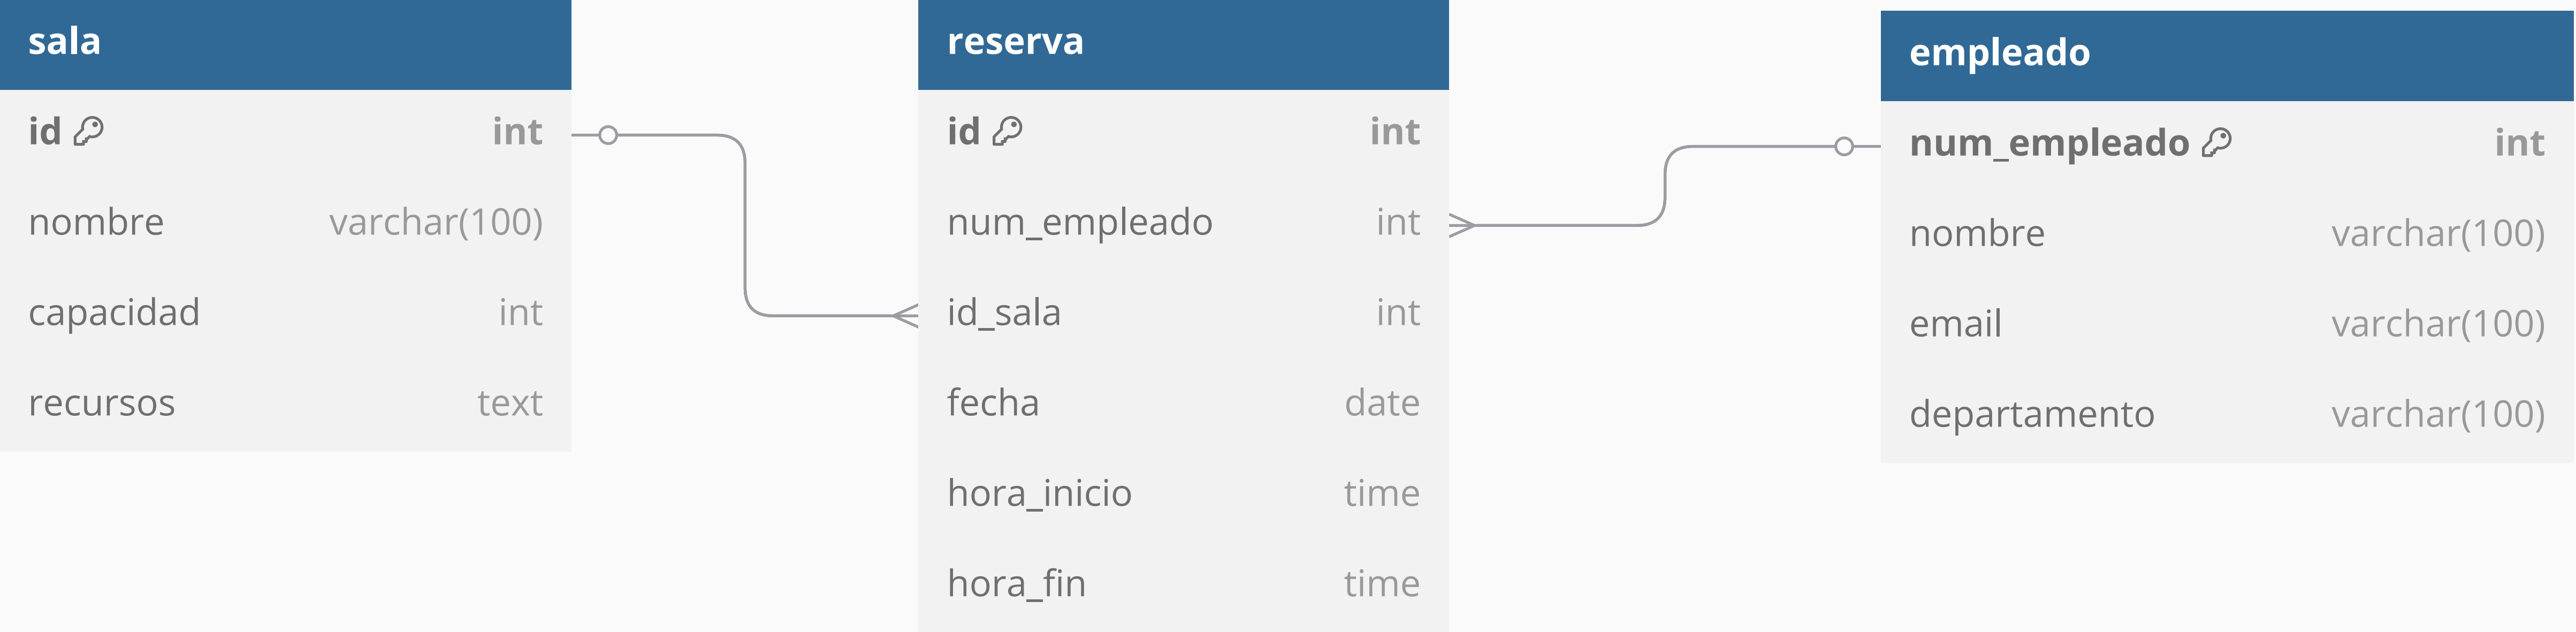 sala
id int
nombre varchar(100)
capacidad int
recursos text
reserva
id int
num_empleado int
id_sala int
fecha date
hora_inicio time
hora_fin time
empleado
num_empleado int
nombre varchar(100)
email varchar(100)
departamento varchar(100)